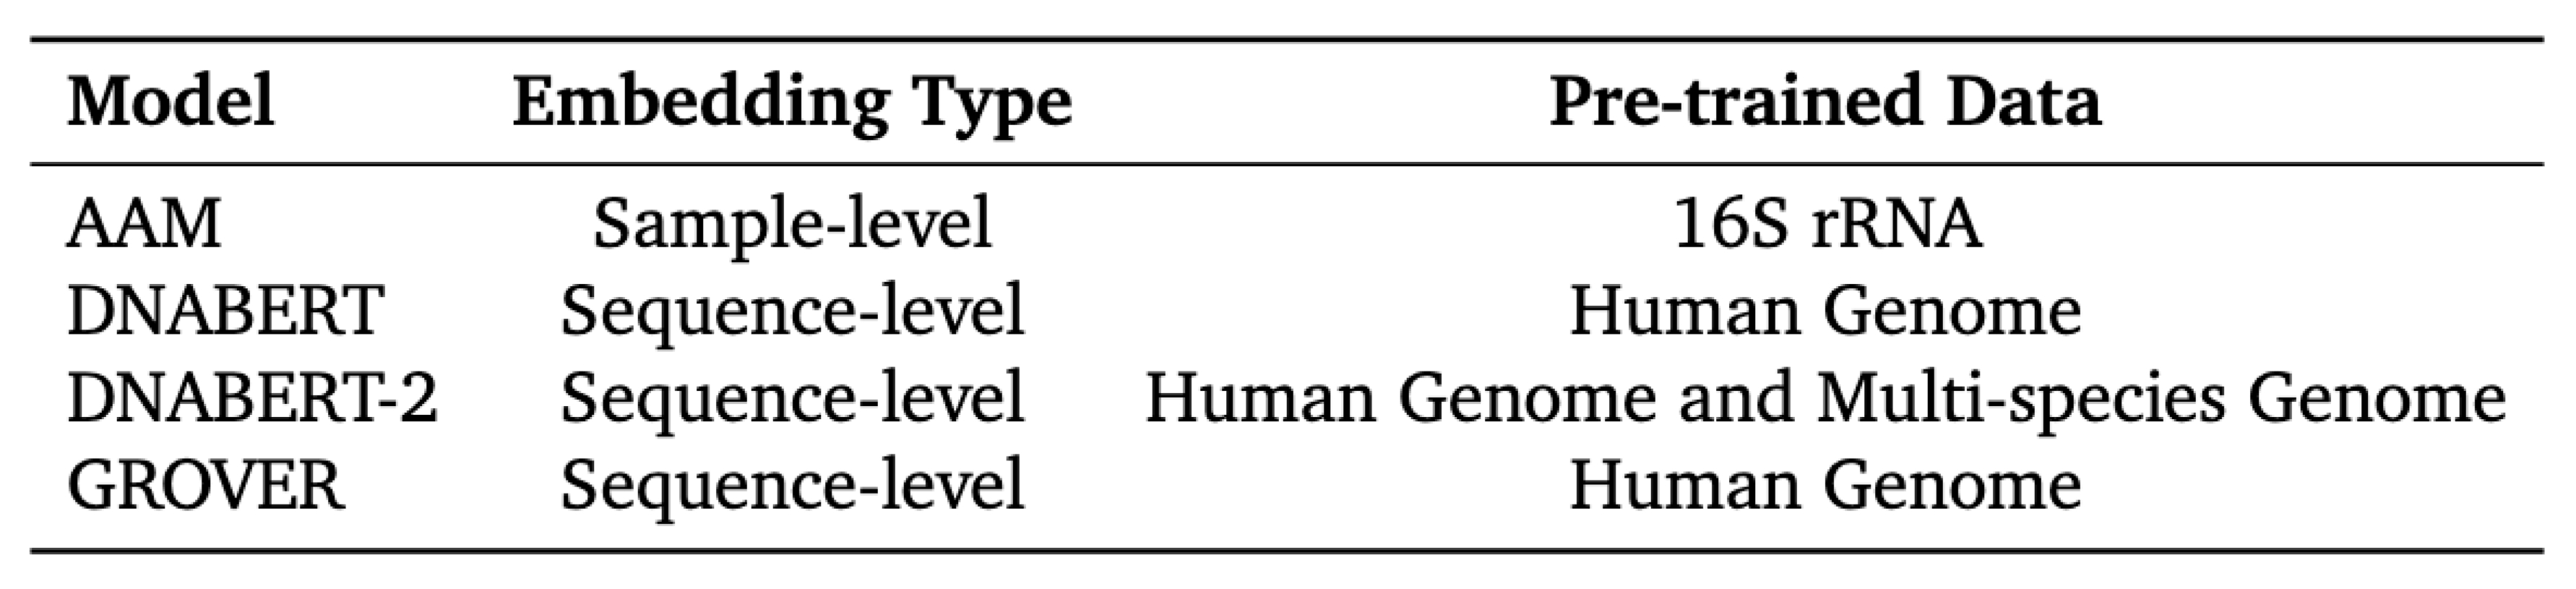 Model Embedding Type Pre-trained Data
AAM Sample-level 16S rRNA
DNABERT Sequence-level Human Genome
DNABERT-2 Sequence-level Human Genome and Multi-species Genome
GROVER Sequence-level Human Genome